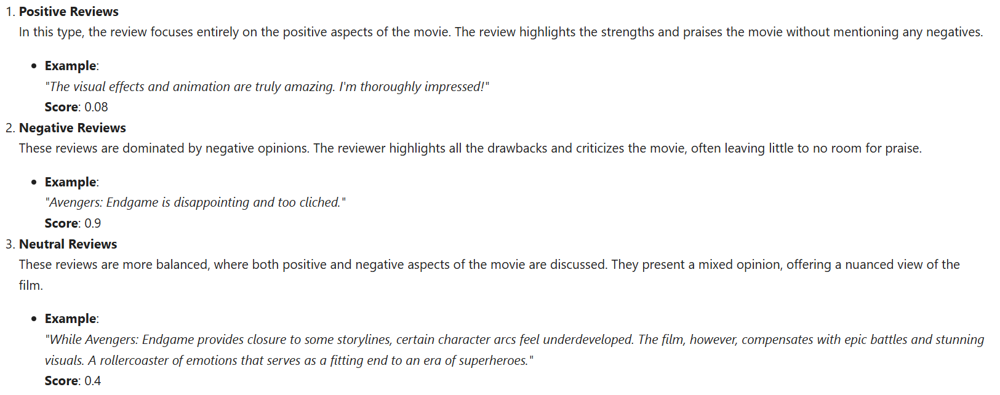 1. Positive Reviews
In this type, the review focuses entirely on the positive aspects of the movie. The review highlights the strengths and praises the movie without mentioning any negatives.
• Example:
"The visual effects and animation are truly amazing. I'm thoroughly impressed!"
Score: 0.08
2. Negative Reviews
These reviews are dominated by negative opinions. The reviewer highlights all the drawbacks and criticizes the movie, often leaving little to no room for praise.
• Example:
"Avengers: Endgame is disappointing and too cliched."
Score: 0.9
3. Neutral Reviews
These reviews are more balanced, where both positive and negative aspects of the movie are discussed. They present a mixed opinion, offering a nuanced view of the
film.
• Example:
"While Avengers: Endgame provides closure to some storylines, certain character arcs feel underdeveloped. The film, however, compensates with epic battles and stunning
visuals. A rollercoaster of emotions that serves as a fitting end to an era of superheroes."
Score: 0.4